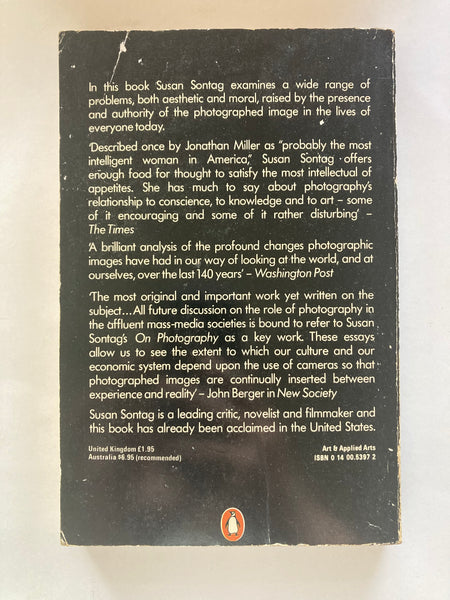 In this book Susan Sontag examines a wide range of
problems, both aesthetic and moral, raised by the presence
and authority of the photographed image in the lives of
everyone today.
'Described once by Jonathan Miller as "probably the most
intelligent woman in America," Susan Sontag offers
enough food for thought to satisfy the most intellectual of
appetites. She has much to say about photography's
relationship to conscience, to knowledge and to art – some
of it encouraging and some of it rather disturbing' –
The Times
'A brilliant analysis of the profound changes photographic
images have had in our way of looking at the world, and at
ourselves, over the last 140 years' – Washington Post
'The most original and important work yet written on the
subject...All future discussion on the role of photography in
the affluent mass-media societies is bound to refer to Susan
Sontag's On Photography as a key work. These essays
allow us to see the extent to which our culture and our
economic system depend upon the use of cameras so that
photographed images are continually inserted between
experience and reality' – John Berger in New Society
Susan Sontag is a leading critic, novelist and filmmaker and
this book has already been acclaimed in the United States.
United Kingdom £1.95
Australia $6.95 (recommended)
Art & Applied Arts
ISBN 0 14 00.5397 2